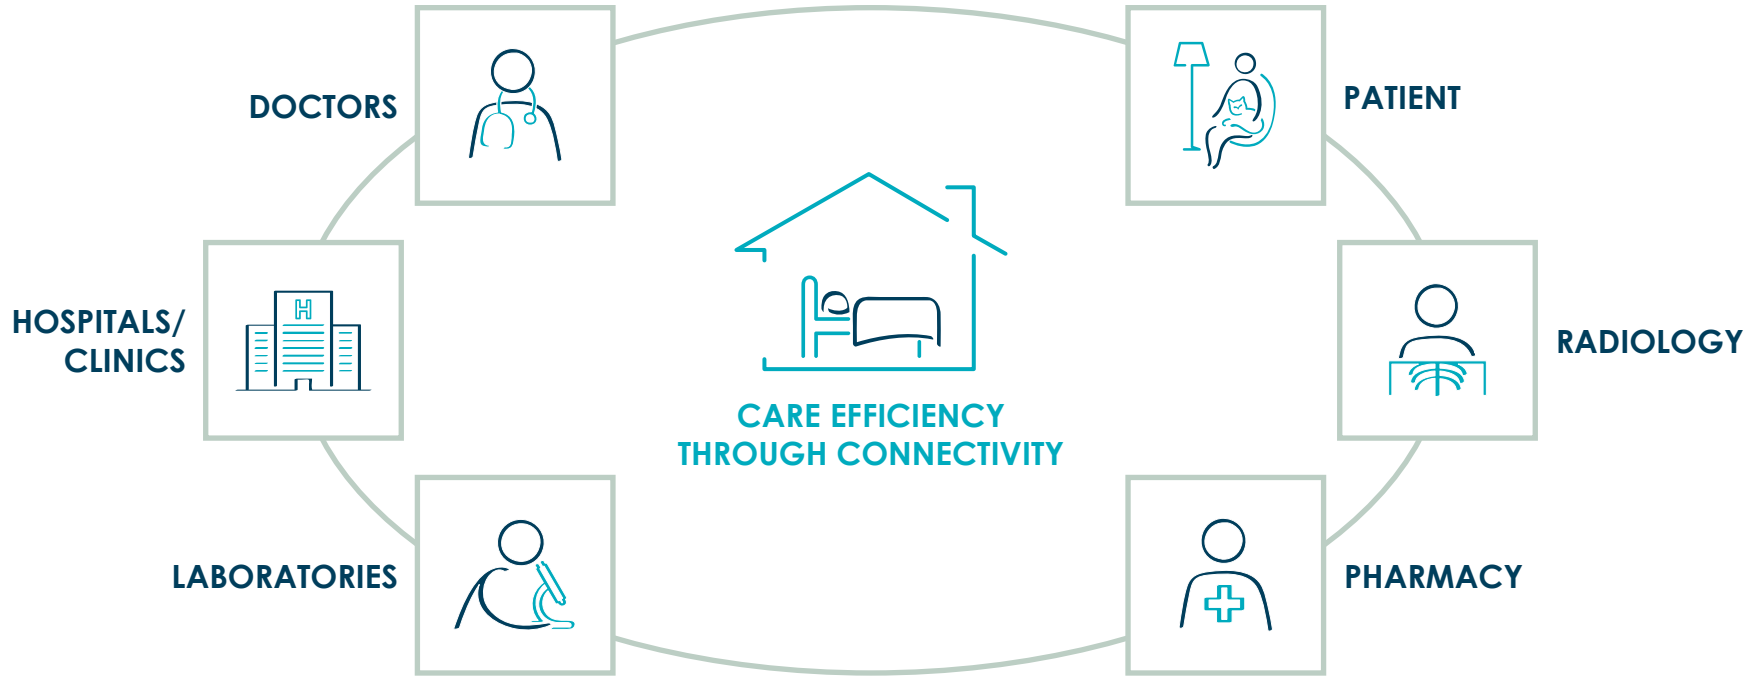 DOCTORS
PATIENT
HOSPITALS/
CLINICS
H
RADIOLOGY
CARE EFFICIENCY
THROUGH CONNECTIVITY
LABORATORIES
PHARMACY